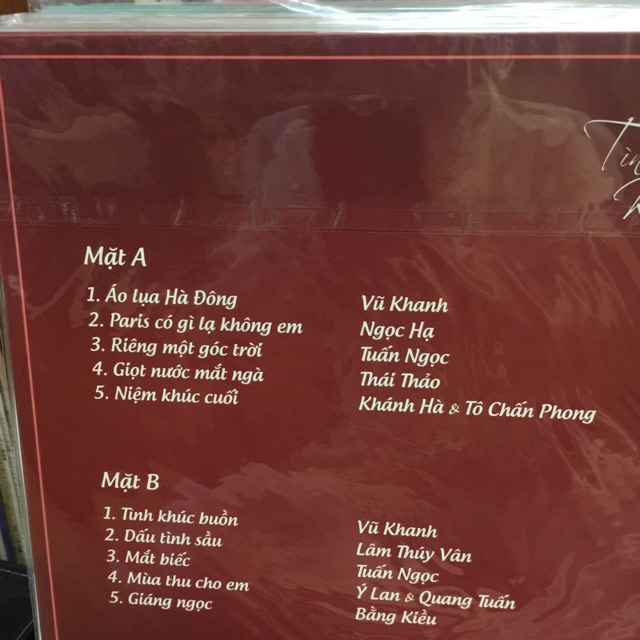 Mặt A
1. Áo lụa Hà Đông Vũ Khanh
2. Paris có gì lạ không em Ngọc Hạ
3. Riêng một góc trời Tuấn Ngọc
4. Giọt nước mắt ngà Thái Thảo
5. Niệm khúc cuối Khánh Hà & Tô Chấn Phong
Mặt B
1. Tình khúc buồn Vũ Khanh
2. Dấu tình sầu Lâm Thúy Vân
3. Mắt biếc Tuấn Ngọc
4. Mùa thu cho em Ý Lan & Quang Tuấn
5. Giáng ngọc Bằng Kiều